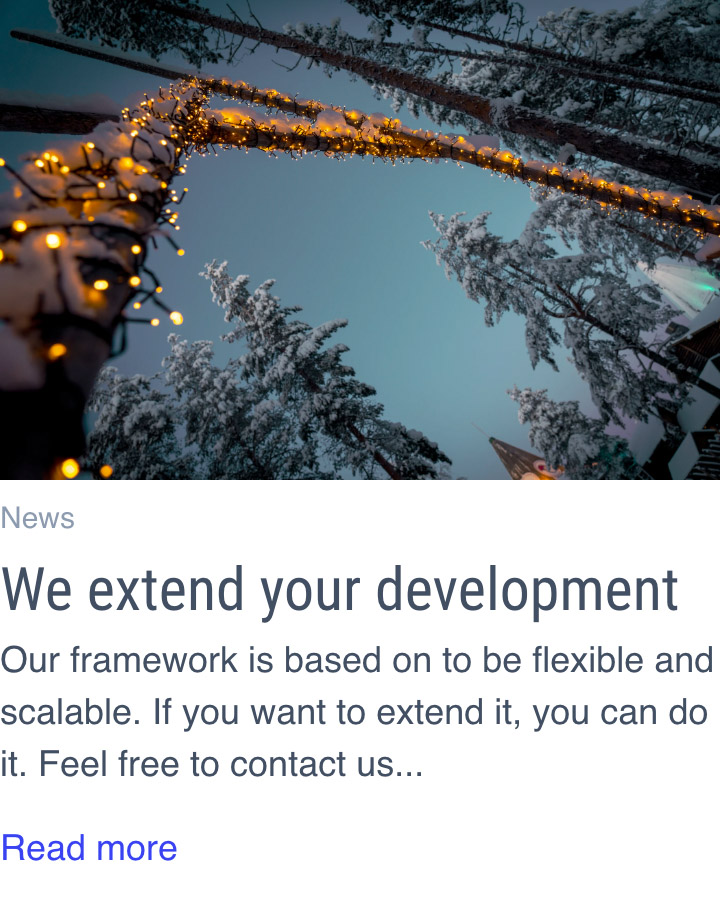 News
We extend your development
Our framework is based on to be flexible and
scalable. If you want to extend it, you can do
it. Feel free to contact us...
Read more